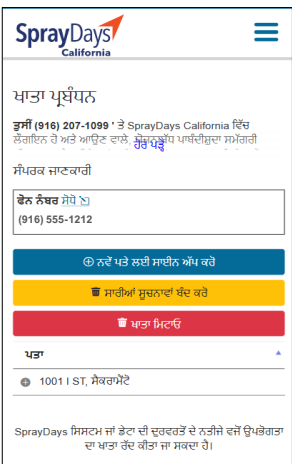 SprayDays
California
ਖਾਤਾ ਪ੍ਰਬੰਧਨ
ਤੁਸੀਂ (916) 207-1099 ' ਤੇ SprayDays California ਵਿੱਚ
ਲੌਗਇਨ ਹੋ ਅਤੇ ਆਉਣ ਵਾਲੇ, ਪਾਬੰਦੀਸ਼ੁਦਾ ਸਮੱਗਰੀ
ਹੋਰ ਪੜ੍ਹੋ
ਸੰਪਰਕ ਜਾਣਕਾਰੀ
ਫੋਨ ਨੰਬਰ ਸੋਧੋ
(916) 555-1212
ਨਵੇਂ ਪਤੇ ਲਈ ਸਾਈਨ ਅੱਪ ਕਰੋ
ਸਾਰੀਆਂ ਸੂਚਨਾਵਾਂ ਬੰਦ ਕਰੋ
ਖਾਤਾ ਮਿਟਾਓ
ਪਤਾ
1001 I ST, ਸੈਕਰਾਮੈਂਟੋ
SprayDays ਸਿਸਟਮ ਜਾਂ ਡੇਟਾ ਦੀ ਦੁਰਵਰਤੋਂ ਦੇ ਨਤੀਜੇ ਵਜੋਂ ਉਪਭੋਗਤਾ
ਦਾ ਖਾਤਾ ਰੱਦ ਕੀਤਾ ਜਾ ਸਕਦਾ ਹੈ।